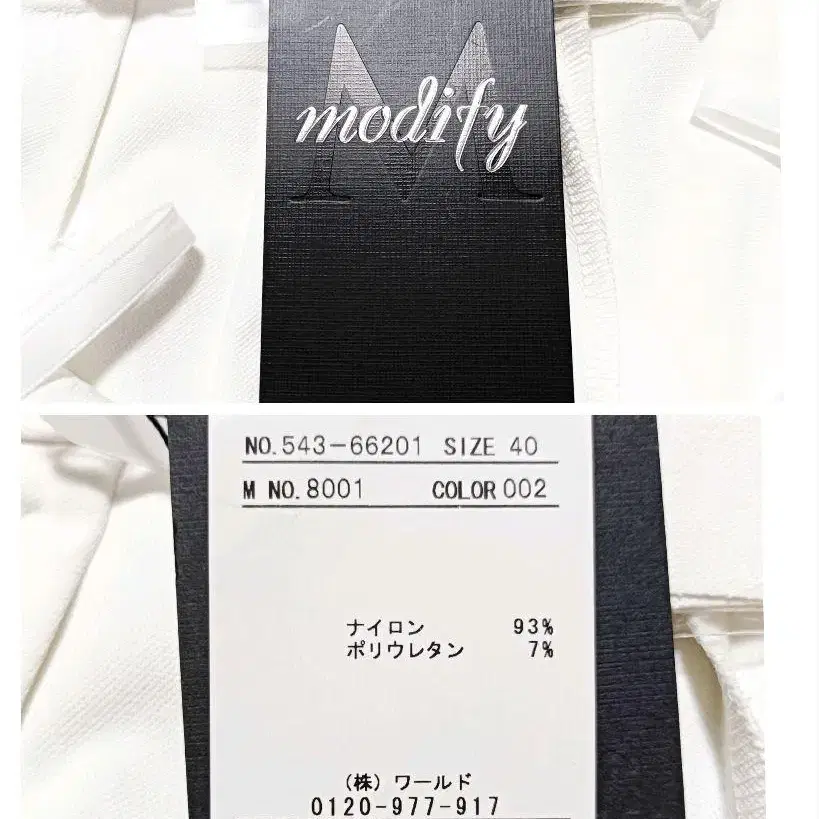 M
modify
NO. 543-66201 SIZE 40
M NO. 8001 COLOR 002
ナイロン 93%
ポリウレタン 7%
(株) ワールド
0120-977-917